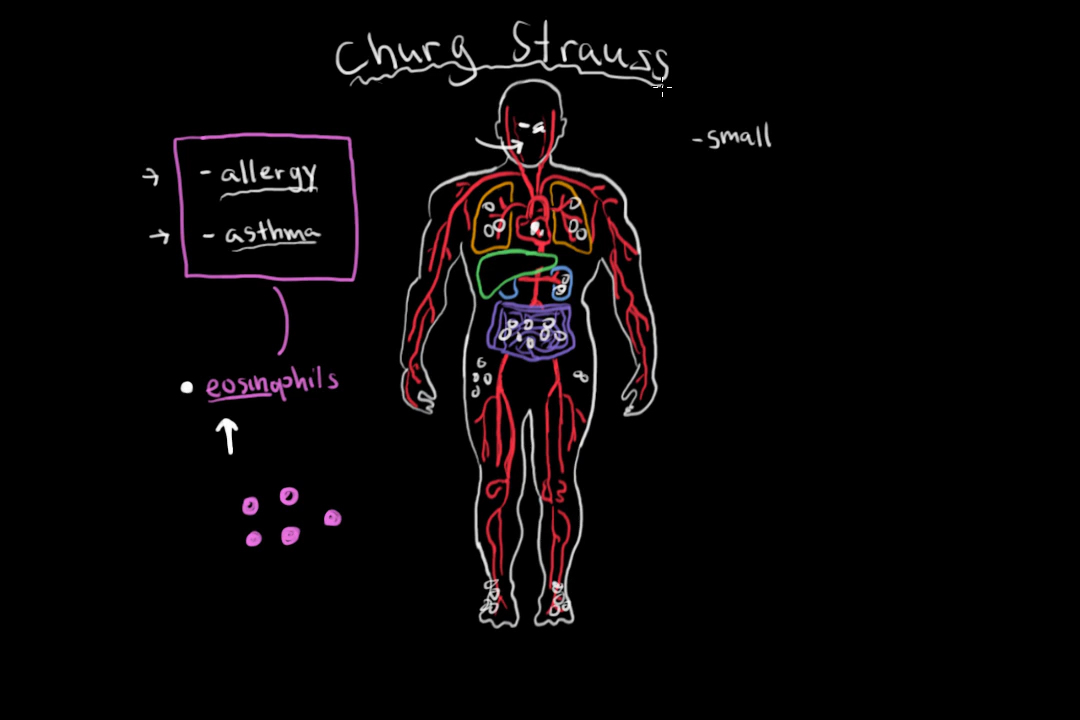 Churg Strauss
- allergy
- asthma
• eosinophils
- small